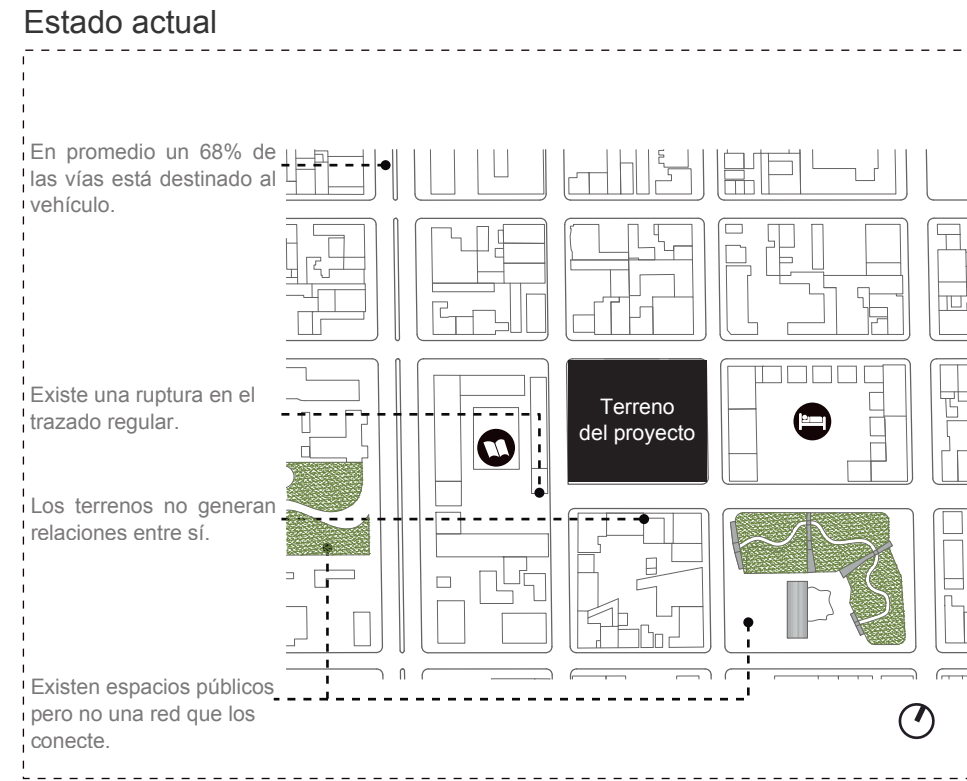 Estado actual
En promedio un 68% de
las vías está destinado al
vehículo.
Existe una ruptura en el
trazado regular.
Terreno
del proyecto
Los terrenos no generan
relaciones entre sí.
Existen espacios públicos
pero no una red que los
conecte.